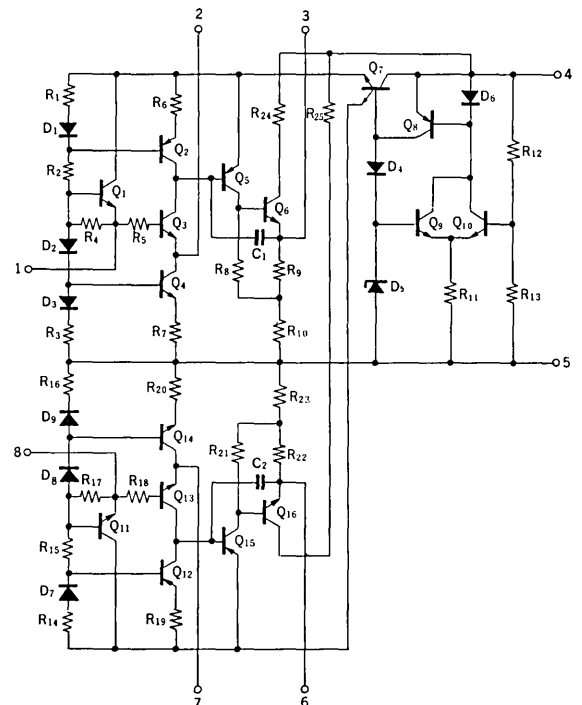 2 3
Q7 4
R1 R6 R24 R25 D6
D1 Q8
Q2 R12
R2 Q5
Q1 D4
Q6
R4 R5 Q3 Q9 Q10
D2 C1
1 R8 R9
Q4 D5 R11 R13
D3
R3 R7 R10
5
R16 R20 R23
D9
Q14 R21 R22
8 C2
D8 R17 R18 Q13
Q16
Q11
R15 Q15
Q12
D7
R14 R19
7 6